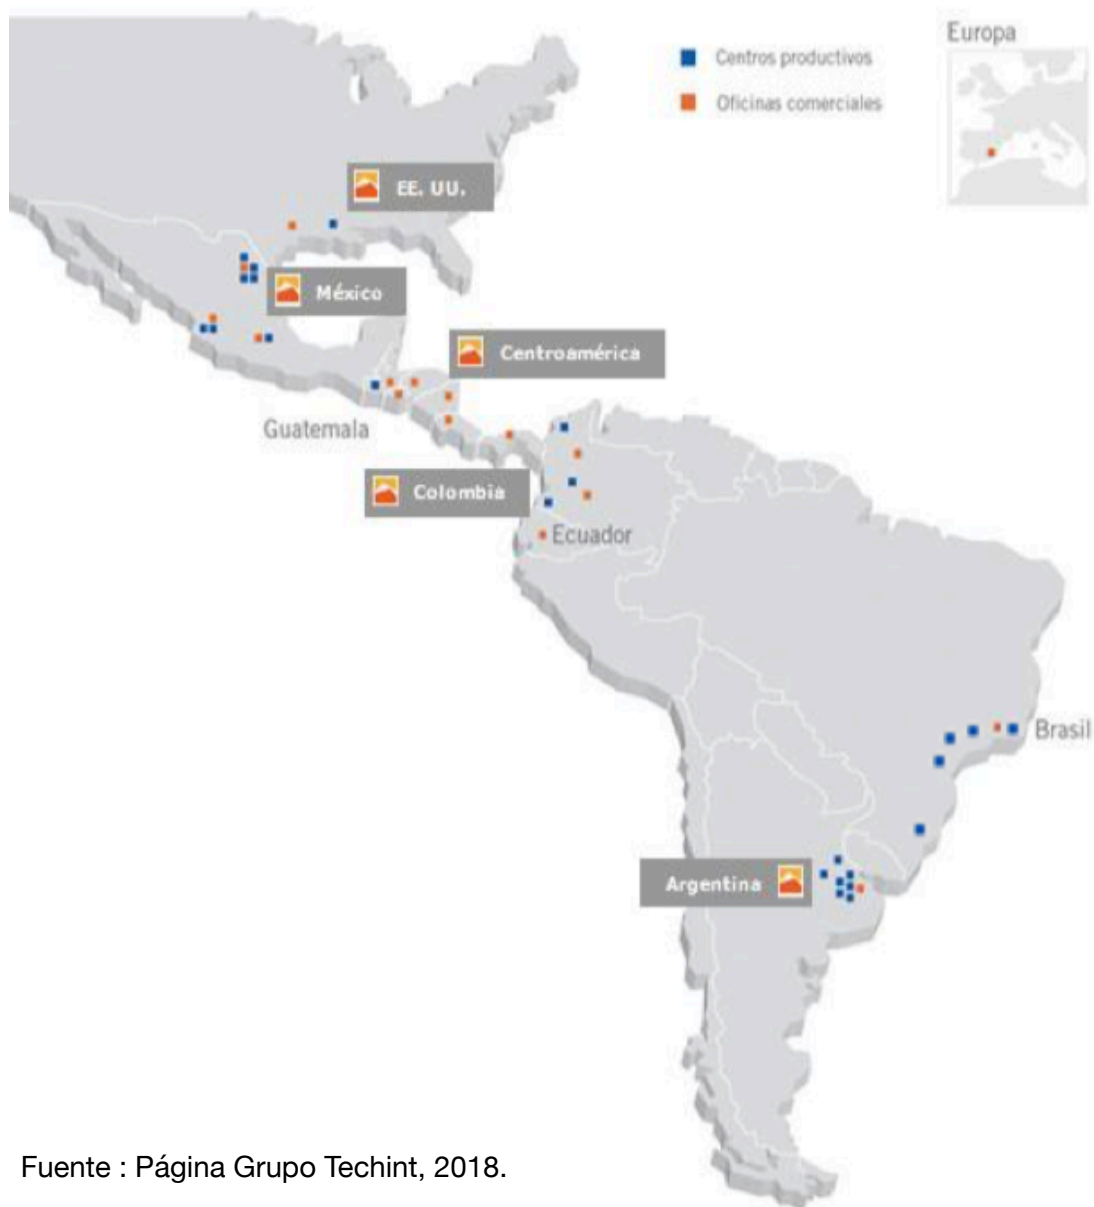 Europa
Centros productivos
Oficinas comerciales
EE. UU.
México
Centroamérica
Guatemala
Colombia
Ecuador
Brasil
Argentina
Fuente : Página Grupo Techint, 2018.